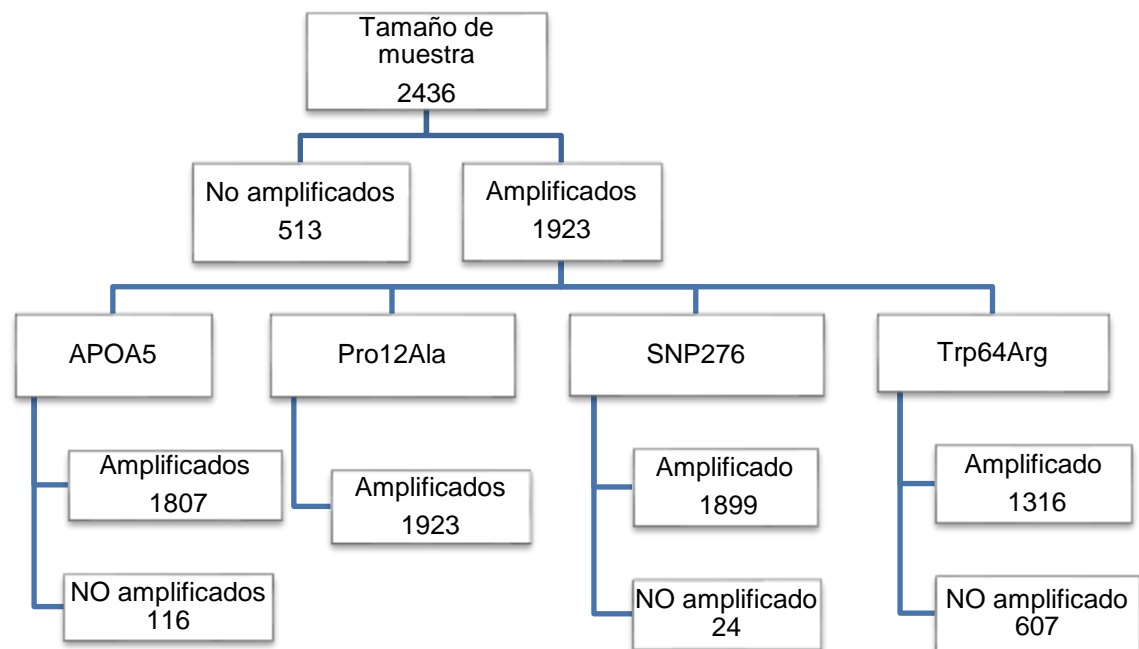 Tamaño de
muestra
2436
No amplificados
513
Amplificados
1923
APOA5
Pro12Ala
SNP276
Trp64Arg
Amplificados
1807
Amplificados
1923
Amplificado
1899
Amplificado
1316
NO amplificados
116
NO amplificado
24
NO amplificado
607